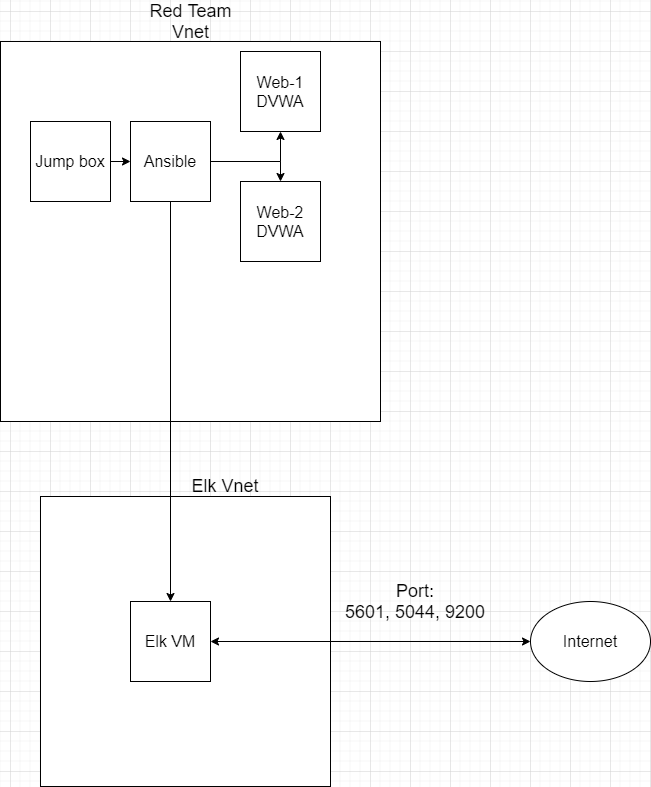 Red Team
Vnet
Web-1
DVWA
Jump box
Ansible
Web-2
DVWA
Elk Vnet
Port:
5601, 5044, 9200
Elk VM
Internet